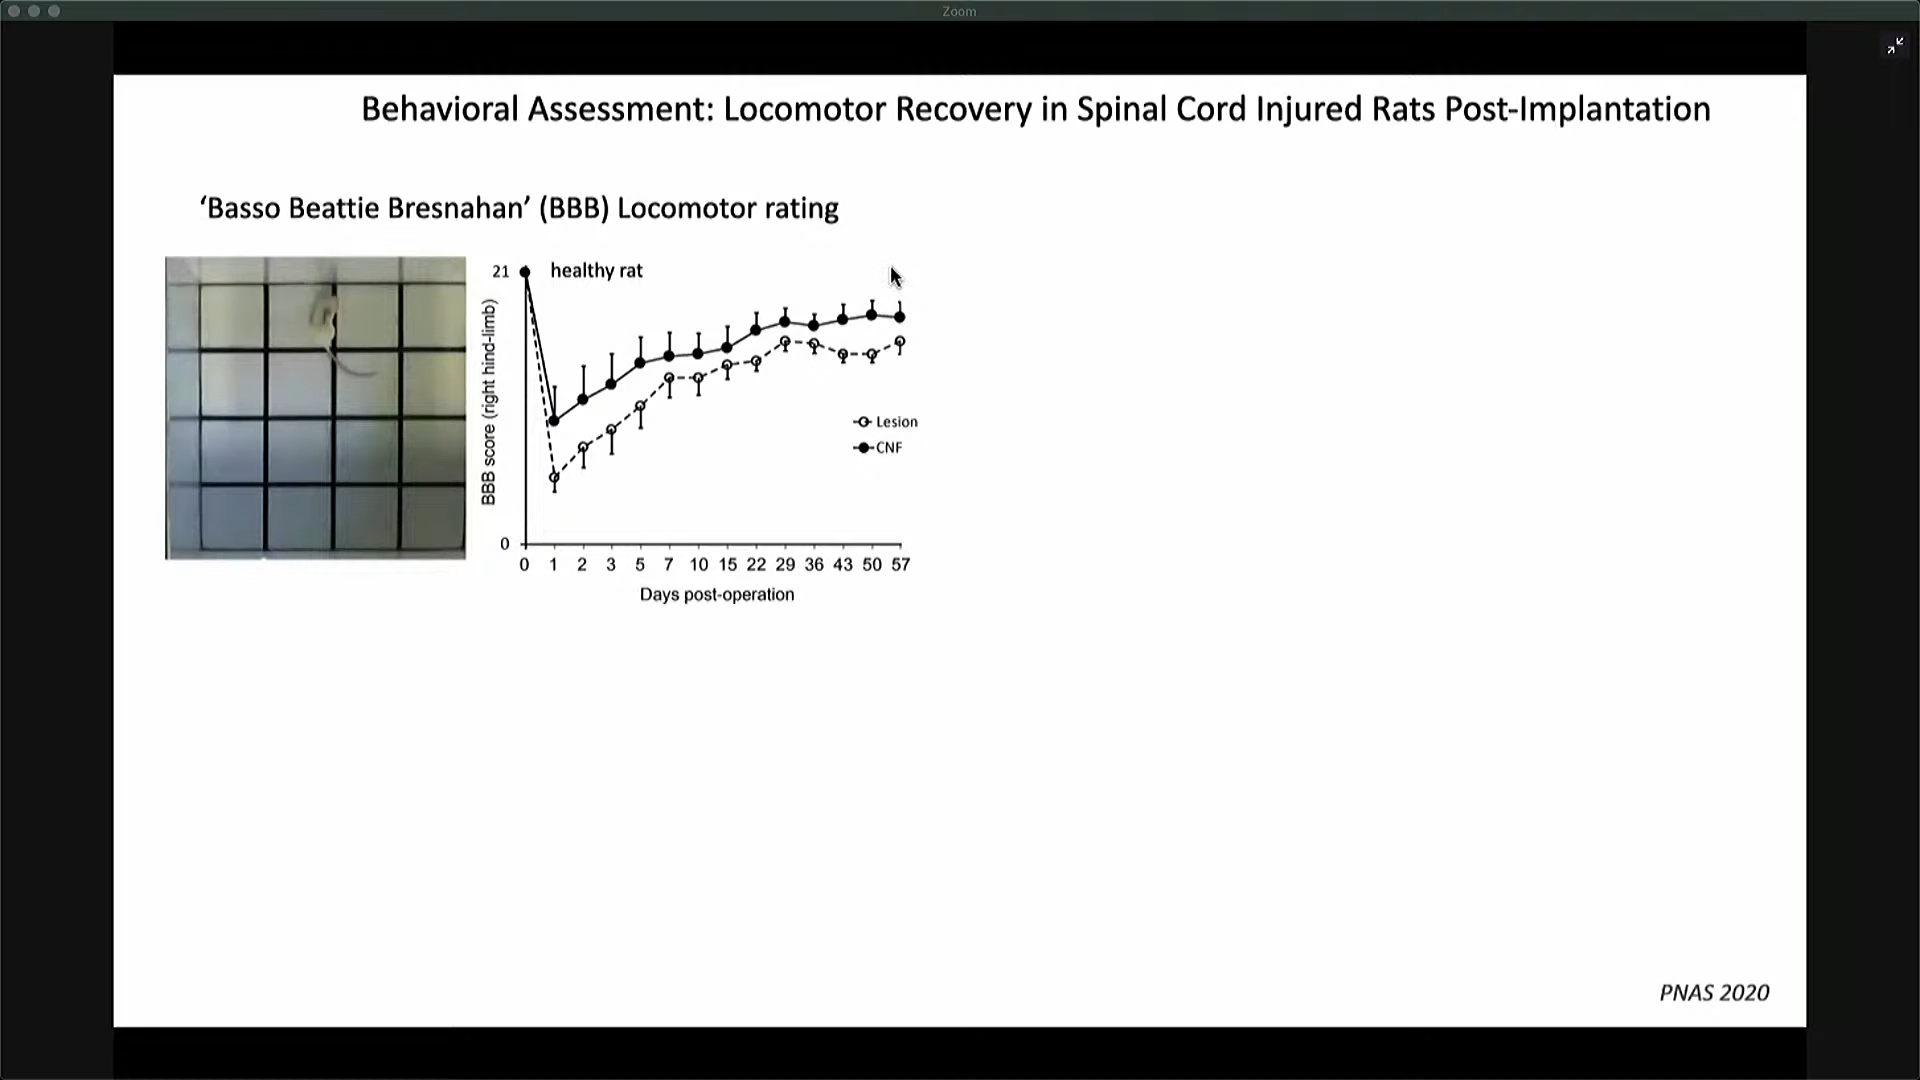 Zoom
Behavioral Assessment: Locomotor Recovery in Spinal Cord Injured Rats Post-Implantation
‘Basso Beattie Bresnahan’ (BBB) Locomotor rating
21
healthy rat
BBB score (right hind-limb)
Lesion
CNF
0
0 1 2 3 5 7 10 15 22 29 36 43 50 57
Days post-operation
PNAS 2020